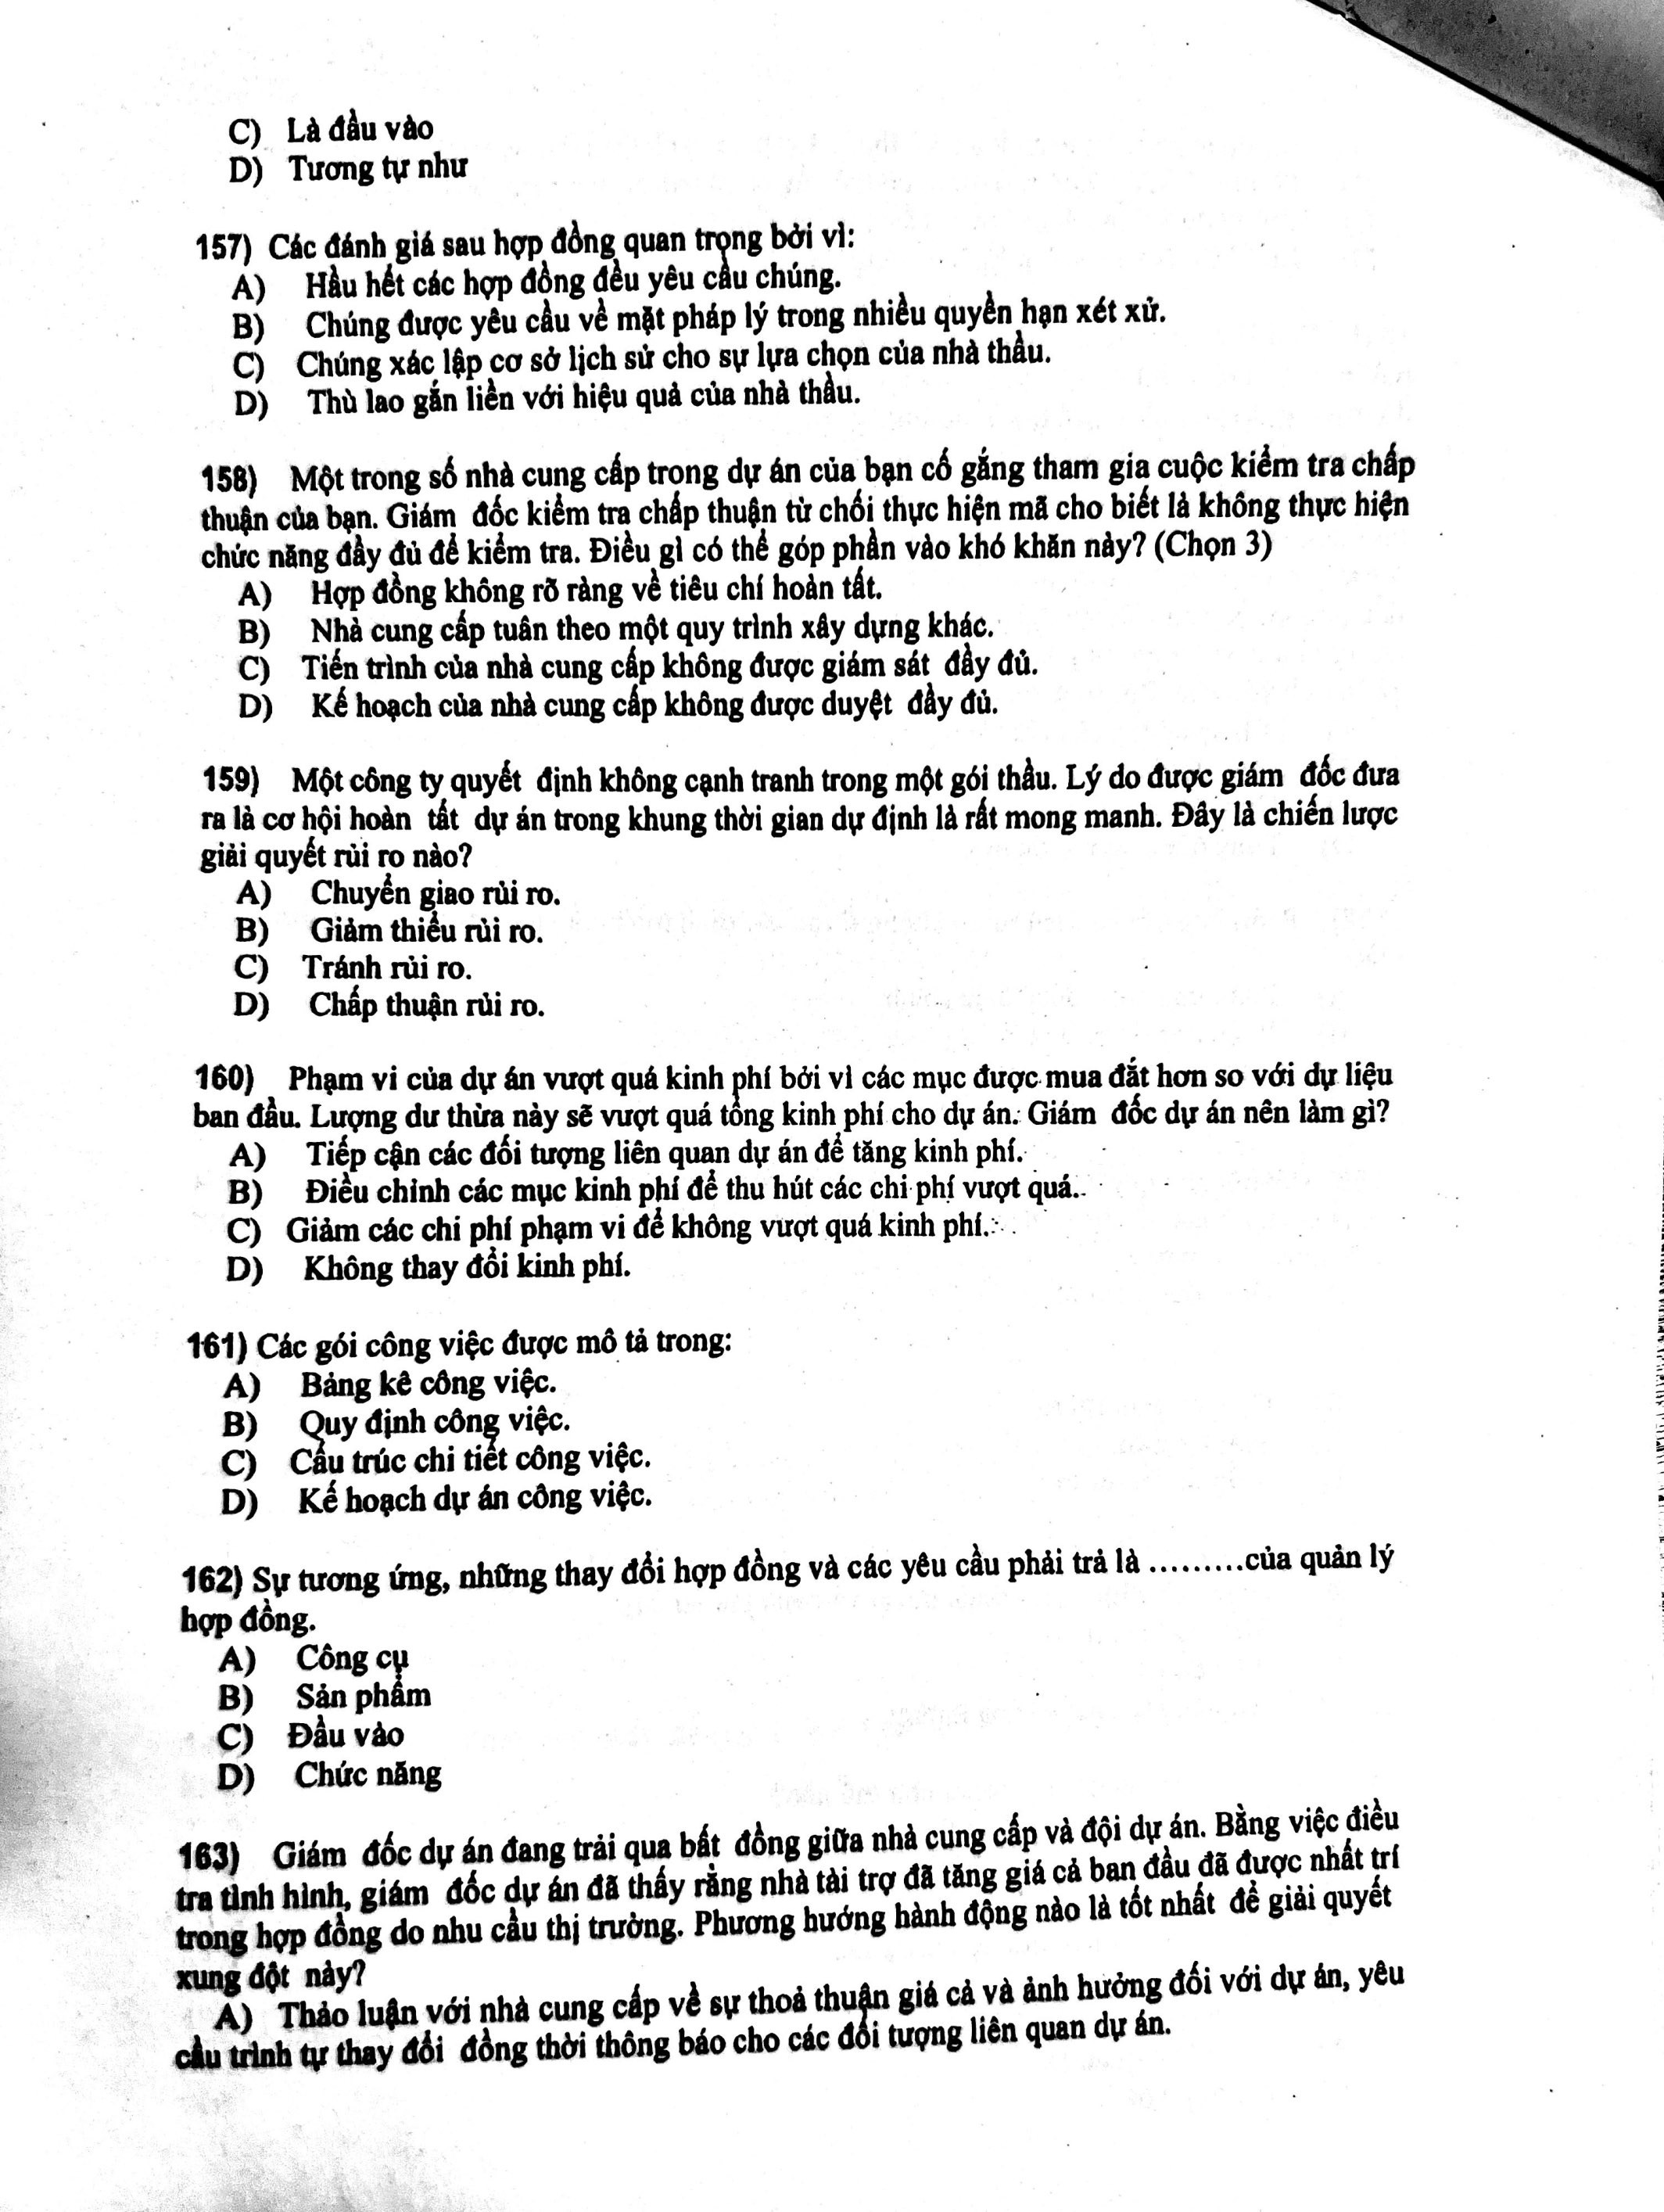 C) Là đầu vào
D) Tương tự như
157) Các đánh giá sau hợp đồng quan trọng bởi vì:
A) Hầu hết các hợp đồng đều yêu cầu chúng.
B) Chúng được yêu cầu về mặt pháp lý trong nhiều quyền hạn xét xử.
C) Chúng xác lập cơ sở lịch sử cho sự lựa chọn của nhà thầu.
D) Thù lao gắn liền với hiệu quả của nhà thầu.
158) Một trong số nhà cung cấp trong dự án của bạn cố gắng tham gia cuộc kiểm tra chấp
thuận của bạn. Giám đốc kiểm tra chấp thuận từ chối thực hiện mã cho biết là không thực hiện
chức năng đầy đủ để kiểm tra. Điều gì có thể góp phần vào khó khăn này? (Chọn 3)
A) Hợp đồng không rõ ràng về tiêu chí hoàn tất.
B) Nhà cung cấp tuân theo một quy trình xây dựng khác.
C) Tiến trình của nhà cung cấp không được giám sát đầy đủ.
D) Kế hoạch của nhà cung cấp không được duyệt đầy đủ.
159) Một công ty quyết định không cạnh tranh trong một gói thầu. Lý do được giám đốc đưa
ra là cơ hội hoàn tất dự án trong khung thời gian dự định là rất mong manh. Đây là chiến lược
giải quyết rủi ro nào?
A) Chuyển giao rủi ro.
B) Giảm thiểu rủi ro.
C) Tránh rủi ro.
D) Chấp thuận rủi ro.
160) Phạm vi của dự án vượt quá kinh phí bởi vì các mục được mua đắt hơn so với dự liệu
ban đầu. Lượng dư thừa này sẽ vượt quá tổng kinh phí cho dự án. Giám đốc dự án nên làm gì?
A) Tiếp cận các đối tượng liên quan dự án để tăng kinh phí.
B) Điều chỉnh các mục kinh phí để thu hút các chi phí vượt quá.
C) Giảm các chi phí phạm vi để không vượt quá kinh phí.
D) Không thay đổi kinh phí.
161) Các gói công việc được mô tả trong:
A) Bảng kê công việc.
B) Quy định công việc.
C) Cấu trúc chi tiết công việc.
D) Kế hoạch dự án công việc.
162) Sự tương ứng, những thay đổi hợp đồng và các yêu cầu phải trả là .........của quản lý
hợp đồng.
A) Công cụ
B) Sản phẩm
C) Đầu vào
D) Chức năng
163) Giám đốc dự án đang trải qua bất đồng giữa nhà cung cấp và đội dự án. Bằng việc điều
tra tình hình, giám đốc dự án đã thấy rằng nhà tài trợ đã tăng giá cả ban đầu đã được nhất trí
trong hợp đồng do nhu cầu thị trường. Phương hướng hành động nào là tốt nhất để giải quyết
xung đột này?
A) Thảo luận với nhà cung cấp về sự thoả thuận giá cả và ảnh hưởng đối với dự án, yêu
cầu trình tự thay đổi đồng thời thông báo cho các đối tượng liên quan dự án.